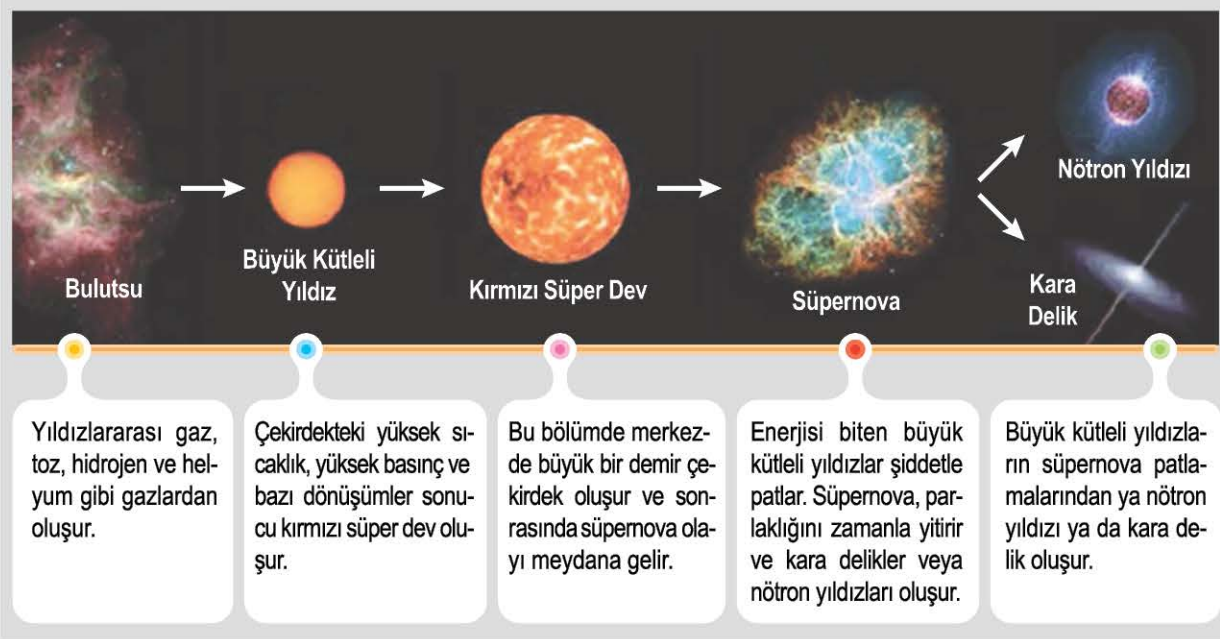 Bulutsu
Büyük Kütleli
Yıldız
Kırmızı Süper Dev
Süpernova
Nötron Yıldızı
Kara
Delik
Yıldızlararası gaz,
toz, hidrojen ve hel-
yum gibi gazlardan
oluşur.
Çekirdekteki yüksek sı-
caklık, yüksek basınç ve
bazı dönüşümler sonu-
cu kırmızı süper dev olu-
şur.
Bu bölümde merkez-
de büyük bir demir çe-
kirdek oluşur ve son-
rasında süpernova ola-
yı meydana gelir.
Enerjisi biten büyük
kütleli yıldızlar şiddetle
patlar. Süpernova, par-
laklığını zamanla yitirir
ve kara delikler veya
nötron yıldızları oluşur.
Büyük kütleli yıldızla-
rın süpernova patla-
malarından ya nötron
yıldızı ya da kara de-
lik oluşur.